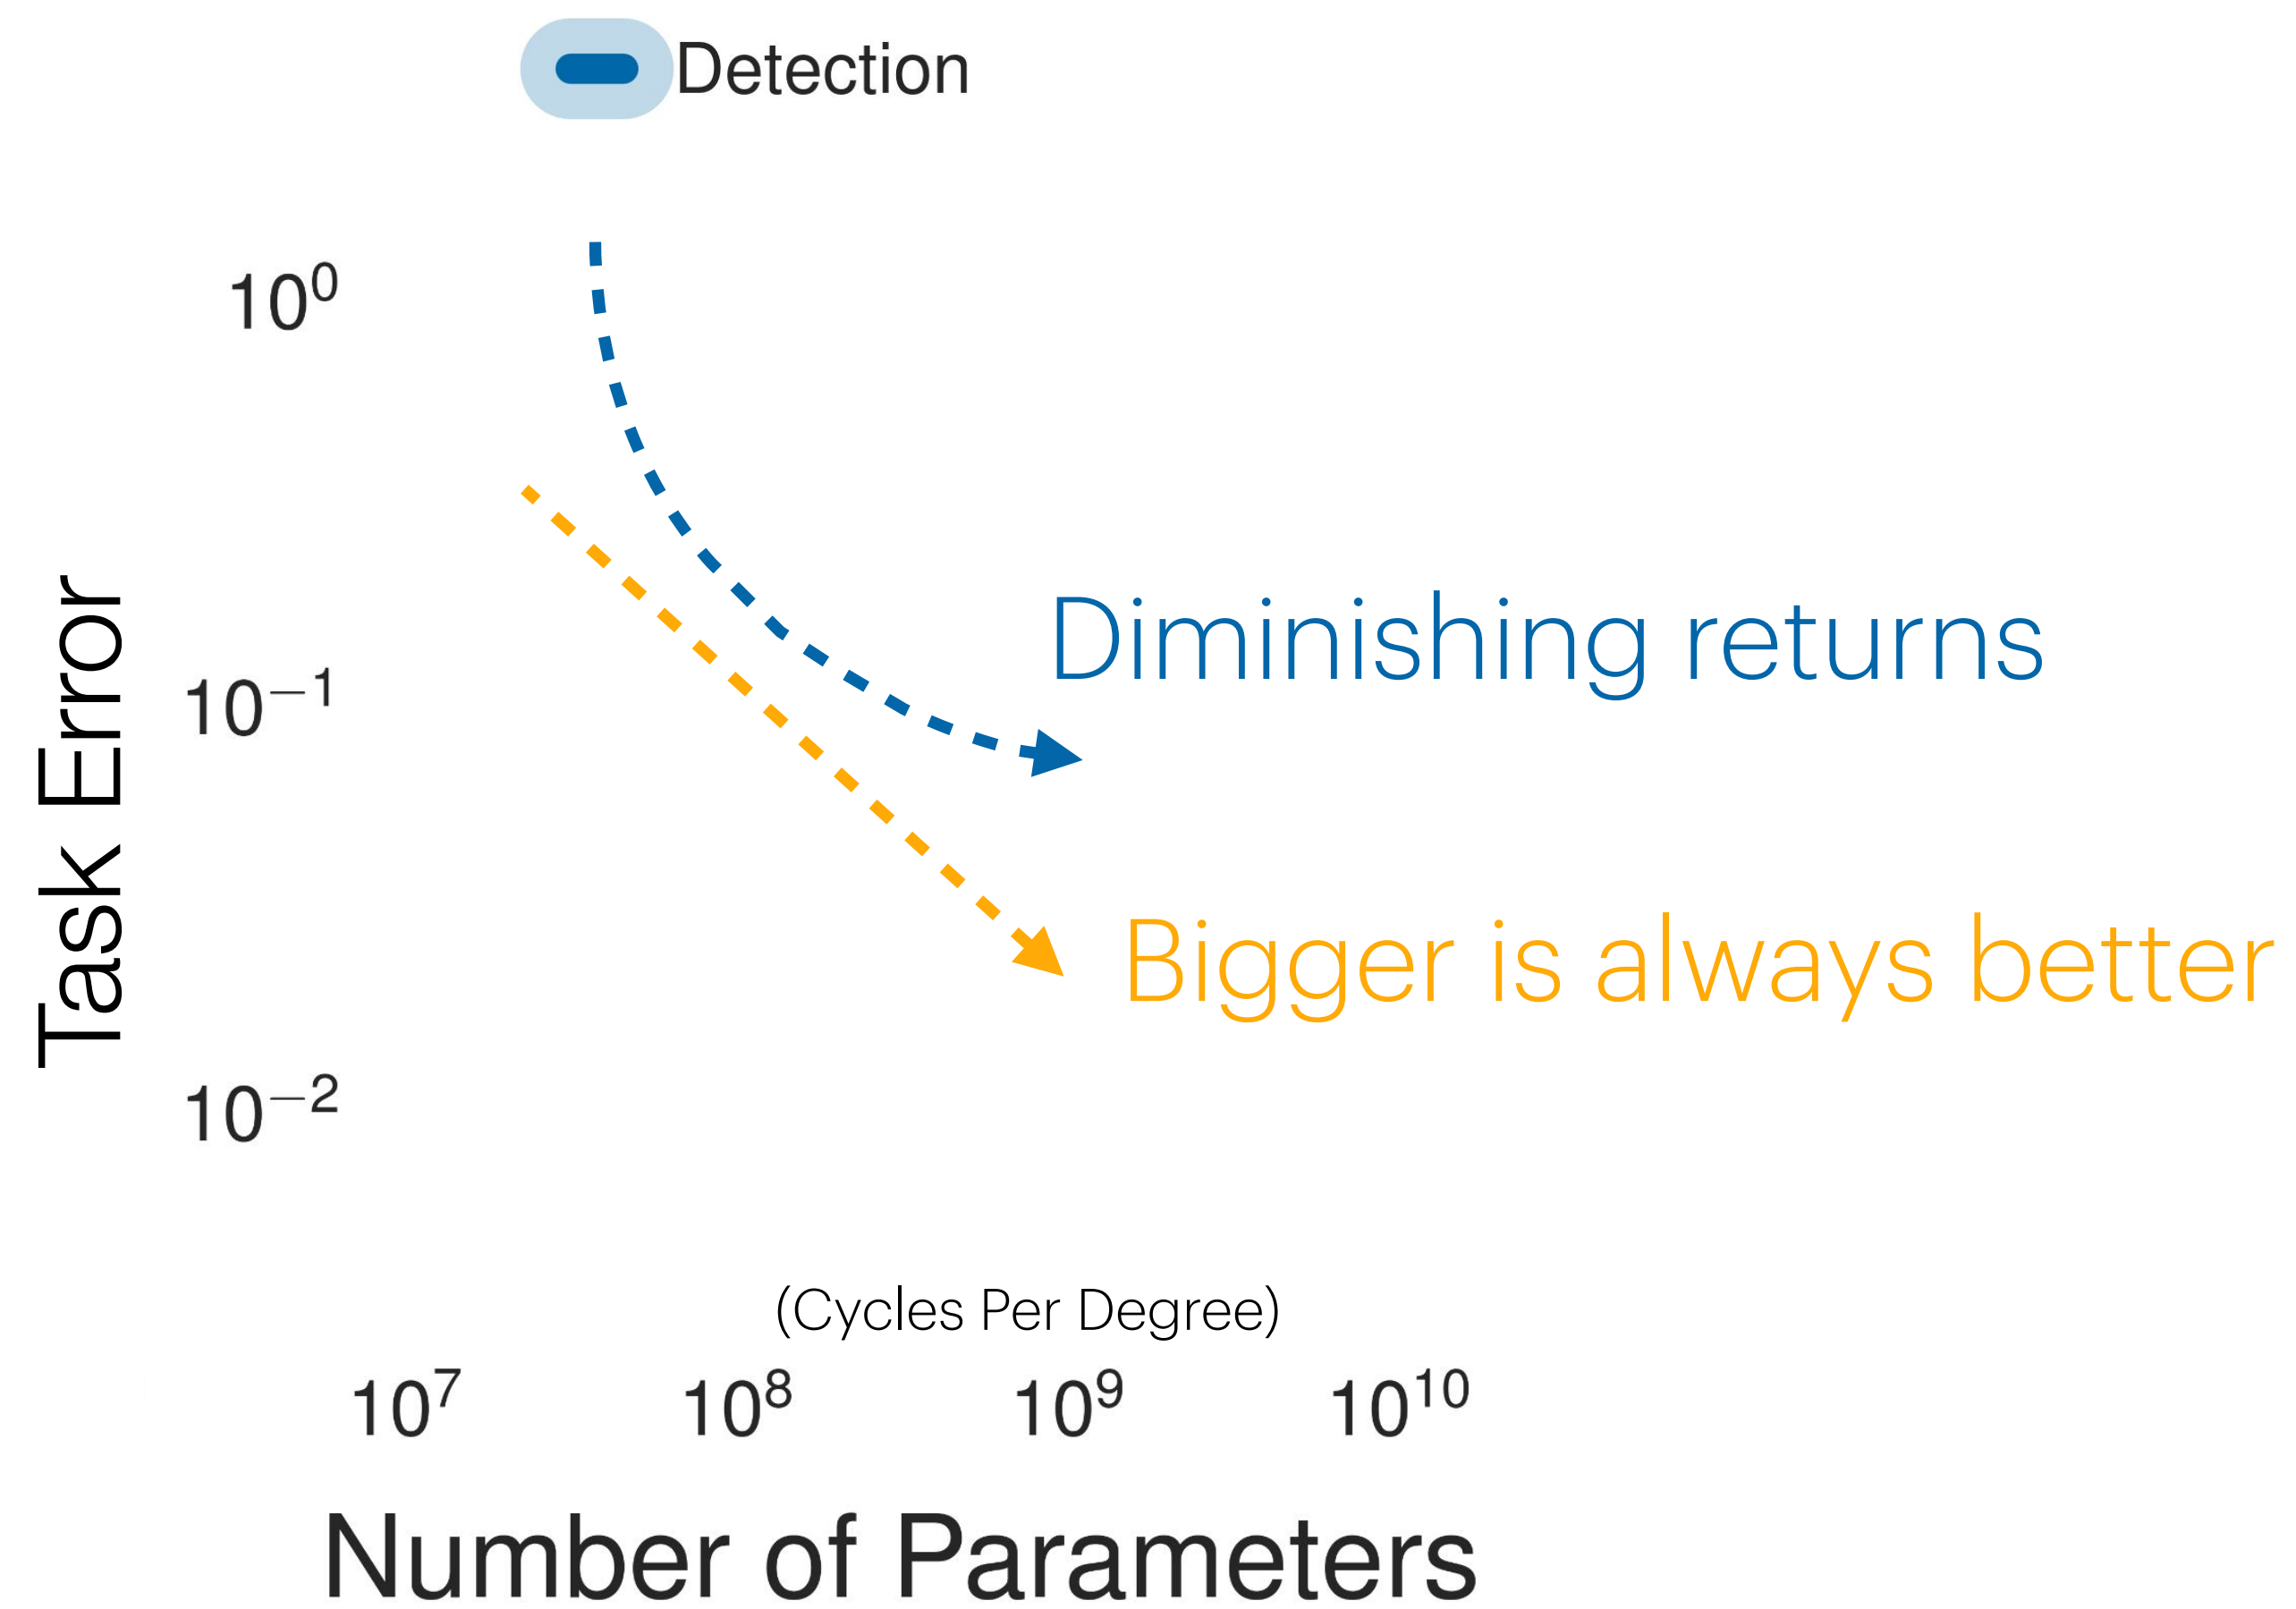 Detection
10⁰
Diminishing returns
Task Error
10⁻¹
Bigger is always better
10⁻²
(Cycles Per Degree)
10⁷ 10⁸ 10⁹ 10¹⁰
Number of Parameters